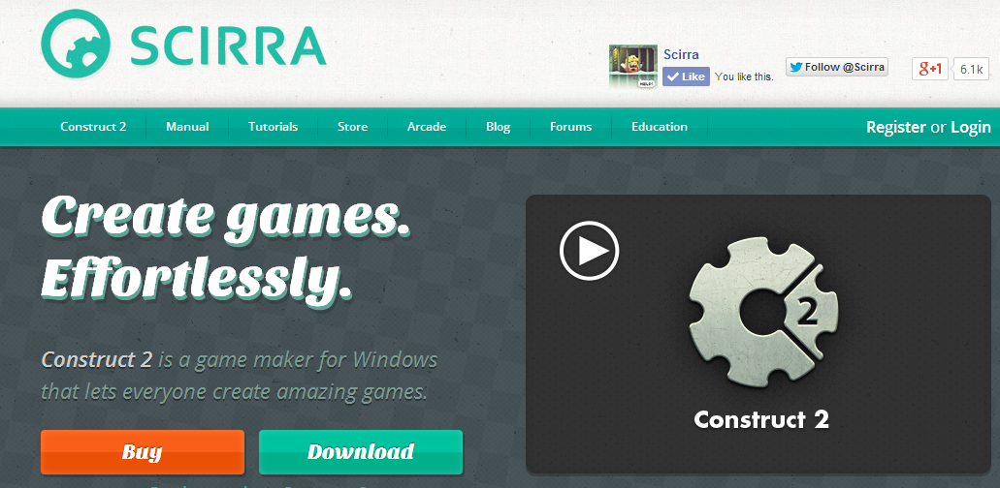 SCIRRA
Scirra
HELP!
Like You like this.
Follow @Scirra
g+1 6.1k
Construct 2 Manual Tutorials Store Arcade Blog Forums Education Register or Login
Create games.
Effortlessly.
Construct 2 is a game maker for Windows
that lets everyone create amazing games.
Buy Download
2
Construct 2